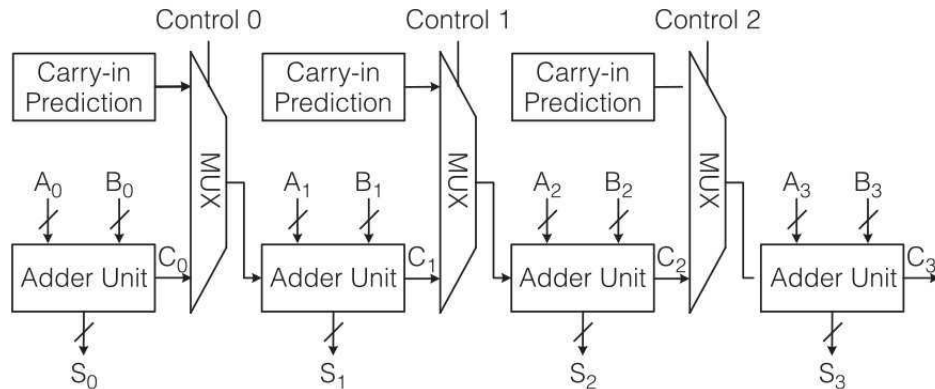 Control 0 Control 1 Control 2
Carry-in Carry-in Carry-in
Prediction Prediction Prediction
MUX MUX MUX
A₀ B₀ A₁ B₁ A₂ B₂ A₃ B₃
Adder Unit C₀ Adder Unit C₁ Adder Unit C₂ Adder Unit C₃
S₀ S₁ S₂ S₃